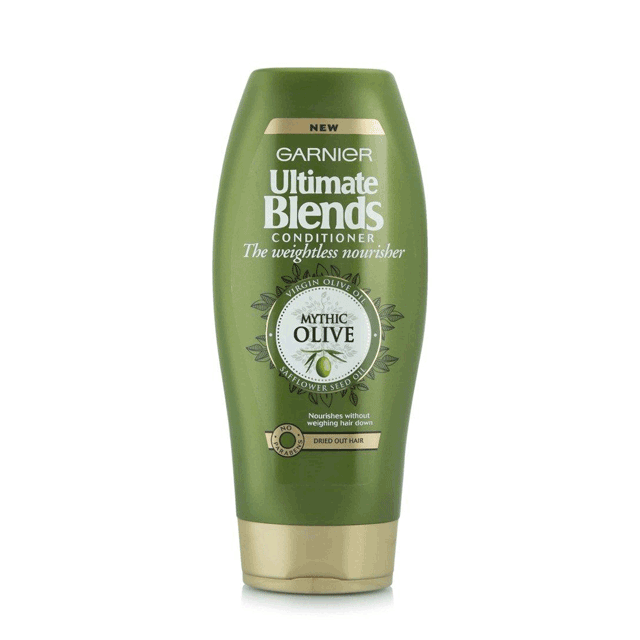 NEW
GARNIER
Ultimate
Blends
CONDITIONER
The weightless nourisher
VIRGIN OLIVE OIL
MYTHIC
OLIVE
SAFFLOWER SEED OIL
Nourishes without
weighing hair down
NO
PARABENS
DRIED OUT HAIR